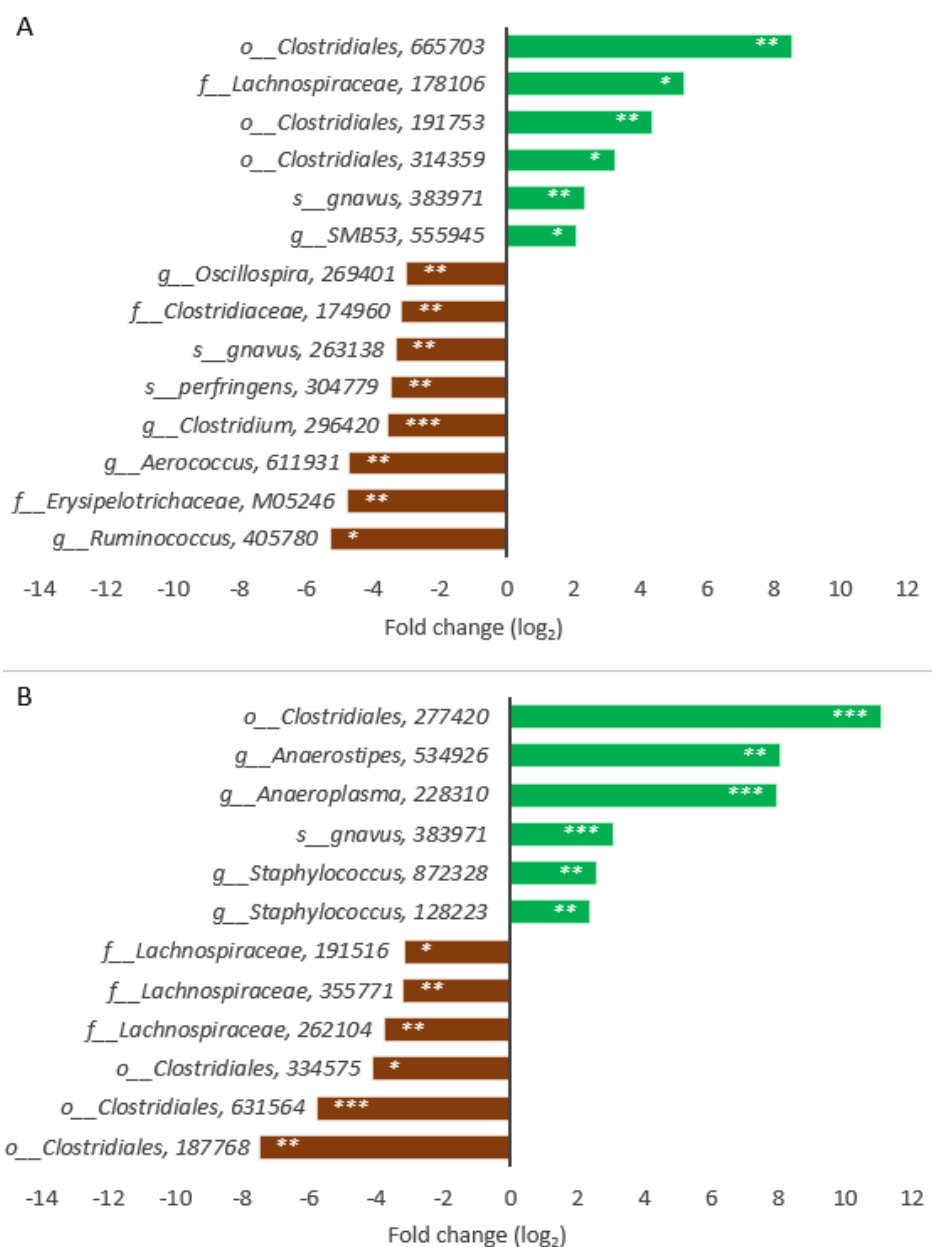 A
o__Clostridiales, 665703 **
f__Lachnospiraceae, 178106 *
o__Clostridiales, 191753 **
o__Clostridiales, 314359 *
s__gnavus, 383971 **
g__SMB53, 555945 *
g__Oscillospira, 269401 **
f__Clostridiaceae, 174960 **
s__gnavus, 263138 **
s__perfringens, 304779 **
g__Clostridium, 296420 ***
g__Aerococcus, 611931 **
f__Erysipelotrichaceae, M05246 **
g__Ruminococcus, 405780 *
-14 -12 -10 -8 -6 -4 -2 0 2 4 6 8 10 12
Fold change (log₂)
B
o__Clostridiales, 277420 ***
g__Anaerostipes, 534926 **
g__Anaeroplasma, 228310 ***
s__gnavus, 383971 ***
g__Staphylococcus, 872328 **
g__Staphylococcus, 128223 **
f__Lachnospiraceae, 191516 *
f__Lachnospiraceae, 355771 **
f__Lachnospiraceae, 262104 **
o__Clostridiales, 334575 *
o__Clostridiales, 631564 ***
o__Clostridiales, 187768 **
-14 -12 -10 -8 -6 -4 -2 0 2 4 6 8 10 12
Fold change (log₂)